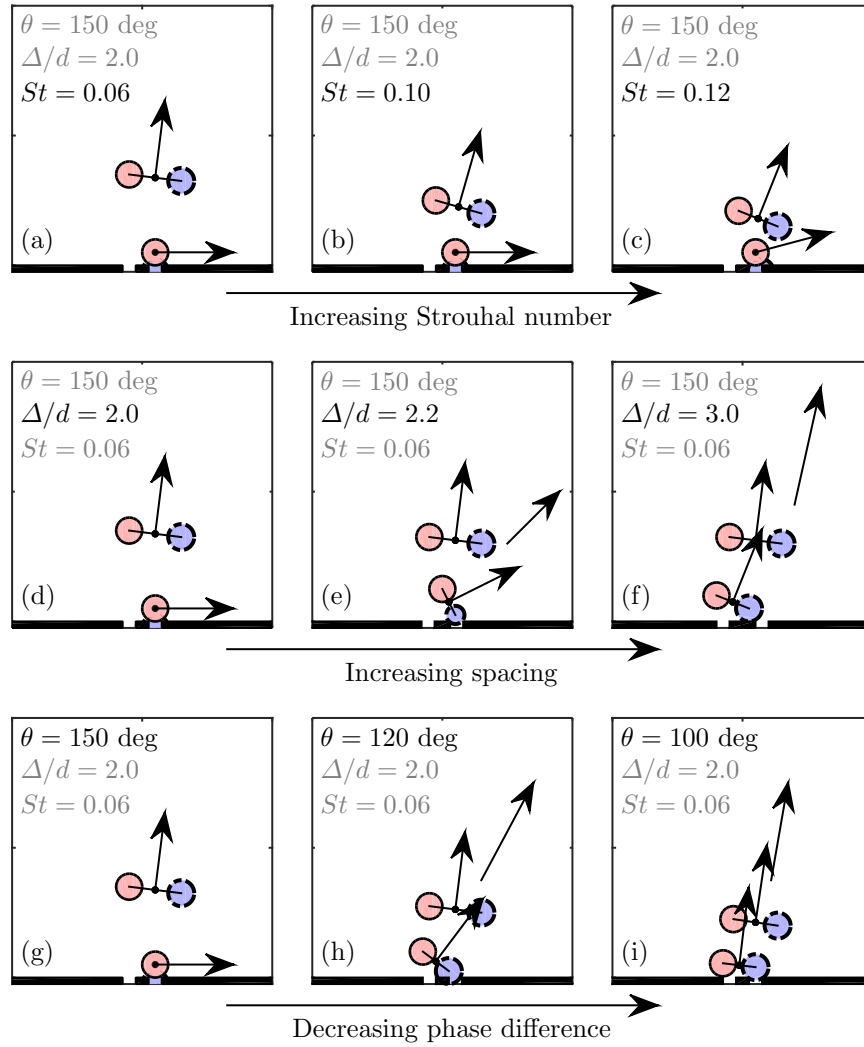 θ = 150 deg
Δ/d = 2.0
St = 0.06
(a)
θ = 150 deg
Δ/d = 2.0
St = 0.10
(b)
θ = 150 deg
Δ/d = 2.0
St = 0.12
(c)
Increasing Strouhal number
θ = 150 deg
Δ/d = 2.0
St = 0.06
(d)
θ = 150 deg
Δ/d = 2.2
St = 0.06
(e)
θ = 150 deg
Δ/d = 3.0
St = 0.06
(f)
Increasing spacing
θ = 150 deg
Δ/d = 2.0
St = 0.06
(g)
θ = 120 deg
Δ/d = 2.0
St = 0.06
(h)
θ = 100 deg
Δ/d = 2.0
St = 0.06
(i)
Decreasing phase difference